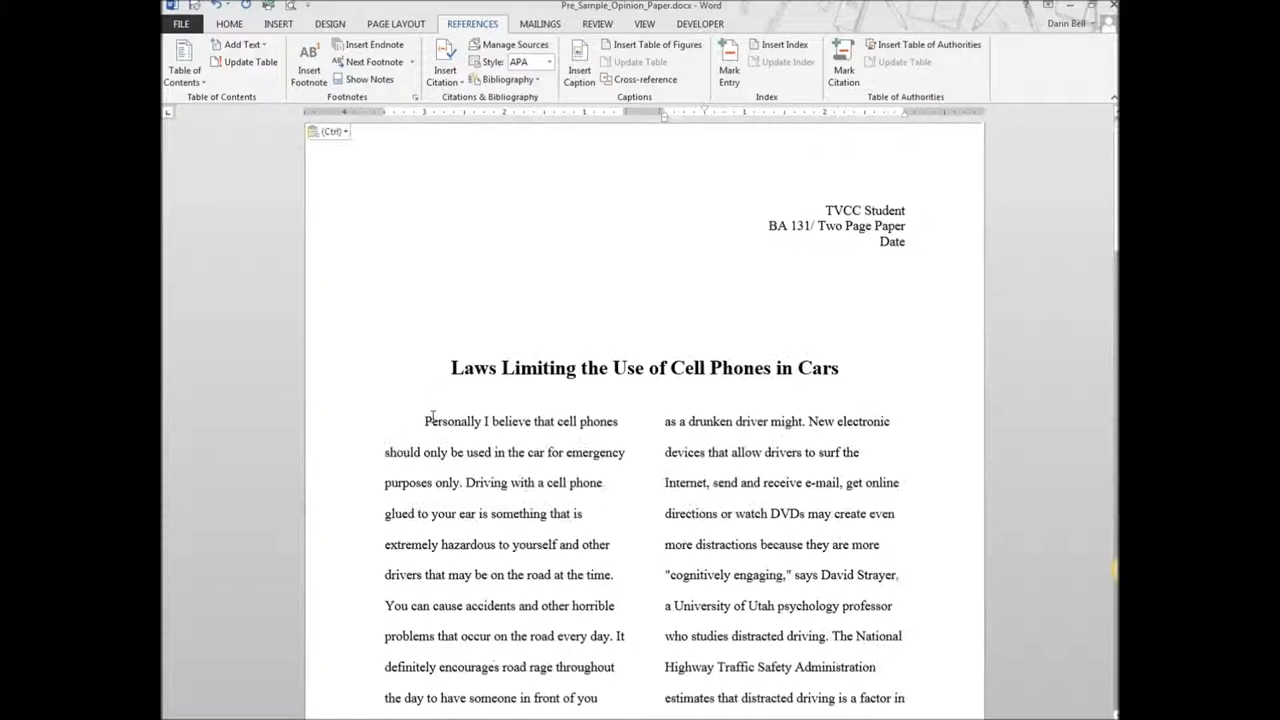 Pre_Sample_Opinion_Paper.docx - Word
FILE HOME INSERT DESIGN PAGE LAYOUT REFERENCES MAILINGS REVIEW VIEW DEVELOPER Darin Bell
Table of Contents
Add Text
Update Table
Table of Contents
AB1 Insert Footnote
Insert Endnote
Next Footnote
Show Notes
Footnotes
Insert Citation
Manage Sources
Style: APA
Bibliography
Citations & Bibliography
Insert Caption
Insert Table of Figures
Update Table
Cross-reference
Captions
Mark Entry
Insert Index
Update Index
Index
Mark Citation
Insert Table of Authorities
Update Table
Table of Authorities
4 3 2 1 1 2
(Ctrl)
TVCC Student
BA 131/ Two Page Paper
Date
Laws Limiting the Use of Cell Phones in Cars
Personally I believe that cell phones
should only be used in the car for emergency
purposes only. Driving with a cell phone
glued to your ear is something that is
extremely hazardous to yourself and other
drivers that may be on the road at the time.
You can cause accidents and other horrible
problems that occur on the road every day. It
definitely encourages road rage throughout
the day to have someone in front of you
as a drunken driver might. New electronic
devices that allow drivers to surf the
Internet, send and receive e-mail, get online
directions or watch DVDs may create even
more distractions because they are more
"cognitively engaging," says David Strayer,
a University of Utah psychology professor
who studies distracted driving. The National
Highway Traffic Safety Administration
estimates that distracted driving is a factor in